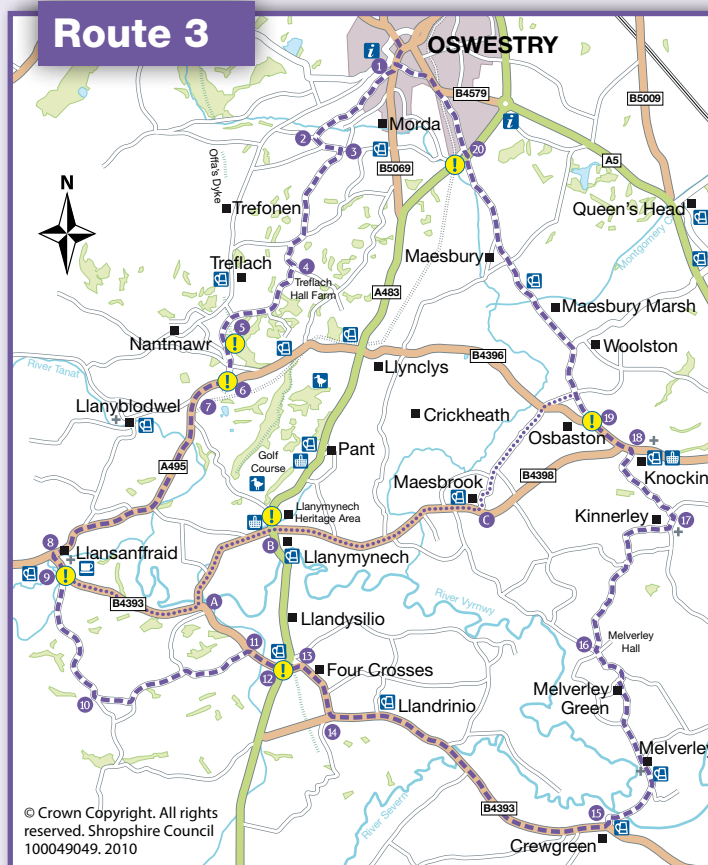 Route 3
OSWESTRY
i
1
B4579
B5009
Morda
i
2
3
20
!
B5069
A5
Offa's Dyke
N
Trefonen
Queen's Head
Montgomery C
Maesbury
4
Treflach
Treflach
Hall Farm
A483
Maesbury Marsh
5
!
Nantmawr
Woolston
B4396
River Tanat
!
6
Llynclys
7
Llanyblodwel
Crickheath
!
19
Osbaston
18
Golf
Course
Pant
A495
B4398
Knockin
Maesbrook
Llanymynech
Heritage Area
!
C
Kinnerley
17
B
8
Llansanffraid
Llanymynech
9
!
River Vyrnwy
B4393
A
Llandysilio
Melverley
Hall
16
11
13
12
!
Four Crosses
Melverley
Green
10
Llandrinio
14
Melverley
B4393
River Severn
15
Crewgreen
© Crown Copyright. All rights
reserved. Shropshire Council
100049049. 2010